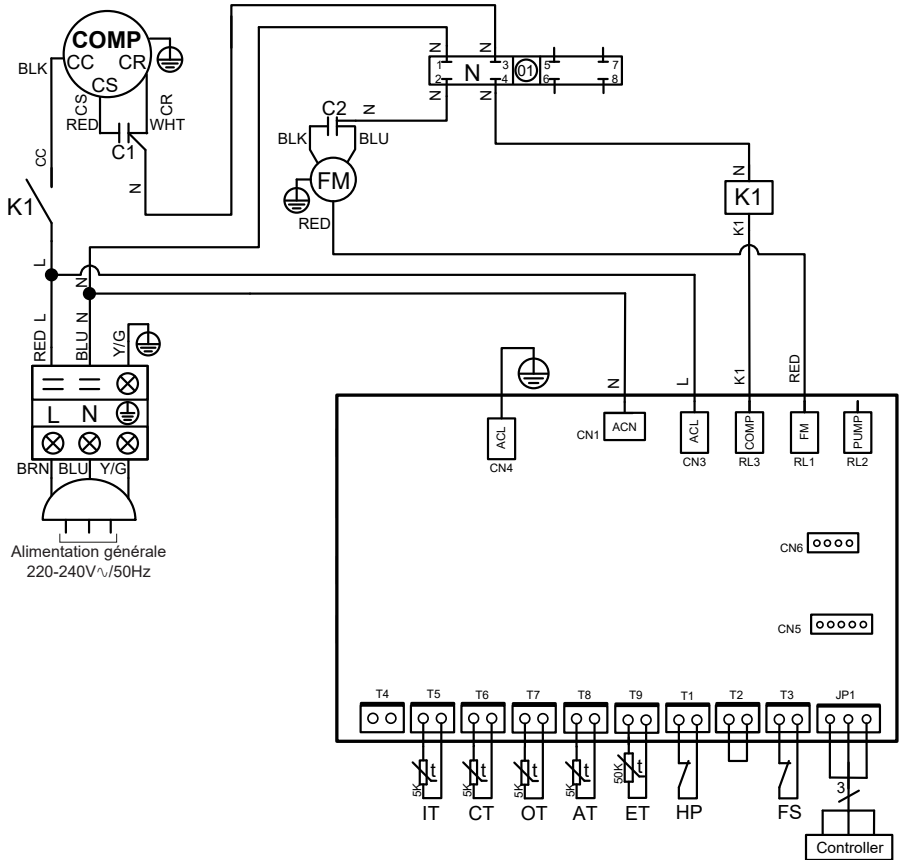 COMP
CC CR
CS
BLK
CS
RED
CR
WHT
C1
N
CC
K1
L
N
RED L
BLU N
Y/G
L N
BRN BLU Y/G
Alimentation générale
220-240V∿/50Hz
N
N
1 3 5 7
N 01
2 4 6 8
N
N
C2
N
BLK BLU
FM
RED
N
K1
K1
N
L
K1
RED
ACL
CN4
CN1 ACN
ACL
CN3
COMP
RL3
FM
RL1
PUMP
RL2
CN6
CN5
T4 T5 T6 T7 T8 T9 T1 T2 T3 JP1
5K t 5K t 5K t 5K t 50K t
3
IT CT OT AT ET HP FS
Controller